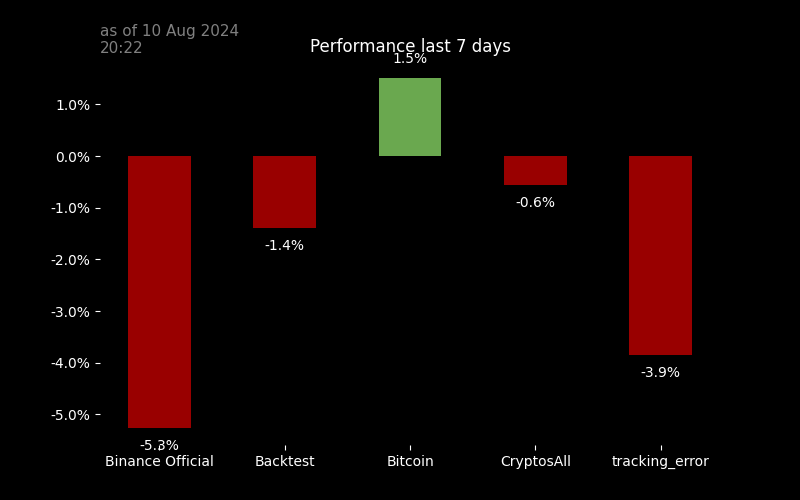 as of 10 Aug 2024
20:22
Performance last 7 days
1.5%
1.0%
0.0%
-1.0%
-0.6%
-1.4%
-2.0%
-3.0%
-4.0%
-3.9%
-5.0%
-5.3%
Binance Official
Backtest
Bitcoin
CryptosAll
tracking_error